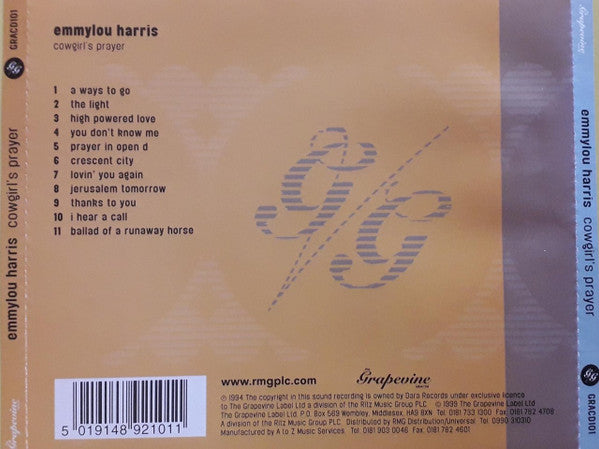 GRACD101
GG
emmylou harris cowgirl's prayer
Grapevine
emmylou harris
cowgirl's prayer
1 a ways to go
2 the light
3 high powered love
4 you don't know me
5 prayer in open d
6 crescent city
7 lovin' you again
8 jerusalem tomorrow
9 thanks to you
10 i hear a call
11 ballad of a runaway horse
G/G
5 019148 921011
www.rmgplc.com
The
Grapevine
℗ 1994 The copyright in this sound recording is owned by Dara Records under exclusive licence
to The Grapevine Label Ltd a division of the Ritz Music Group PLC. © 1999 The Grapevine Label Ltd
A division of the Ritz Music Group PLC. P.O. Box 569 Wembley, Middlesex, HA9 8XN Tel: 0181 733 1300 Fax: 0181 782 4708
Manufactured by A to Z Music Services. Tel: 0181 903 0046 Fax: 0181 782 4601
Distributed by RMG Distribution/Universal Tel: 0990 310310
Grapevine
emmylou harris cowgirl's prayer
GG
GRACD101